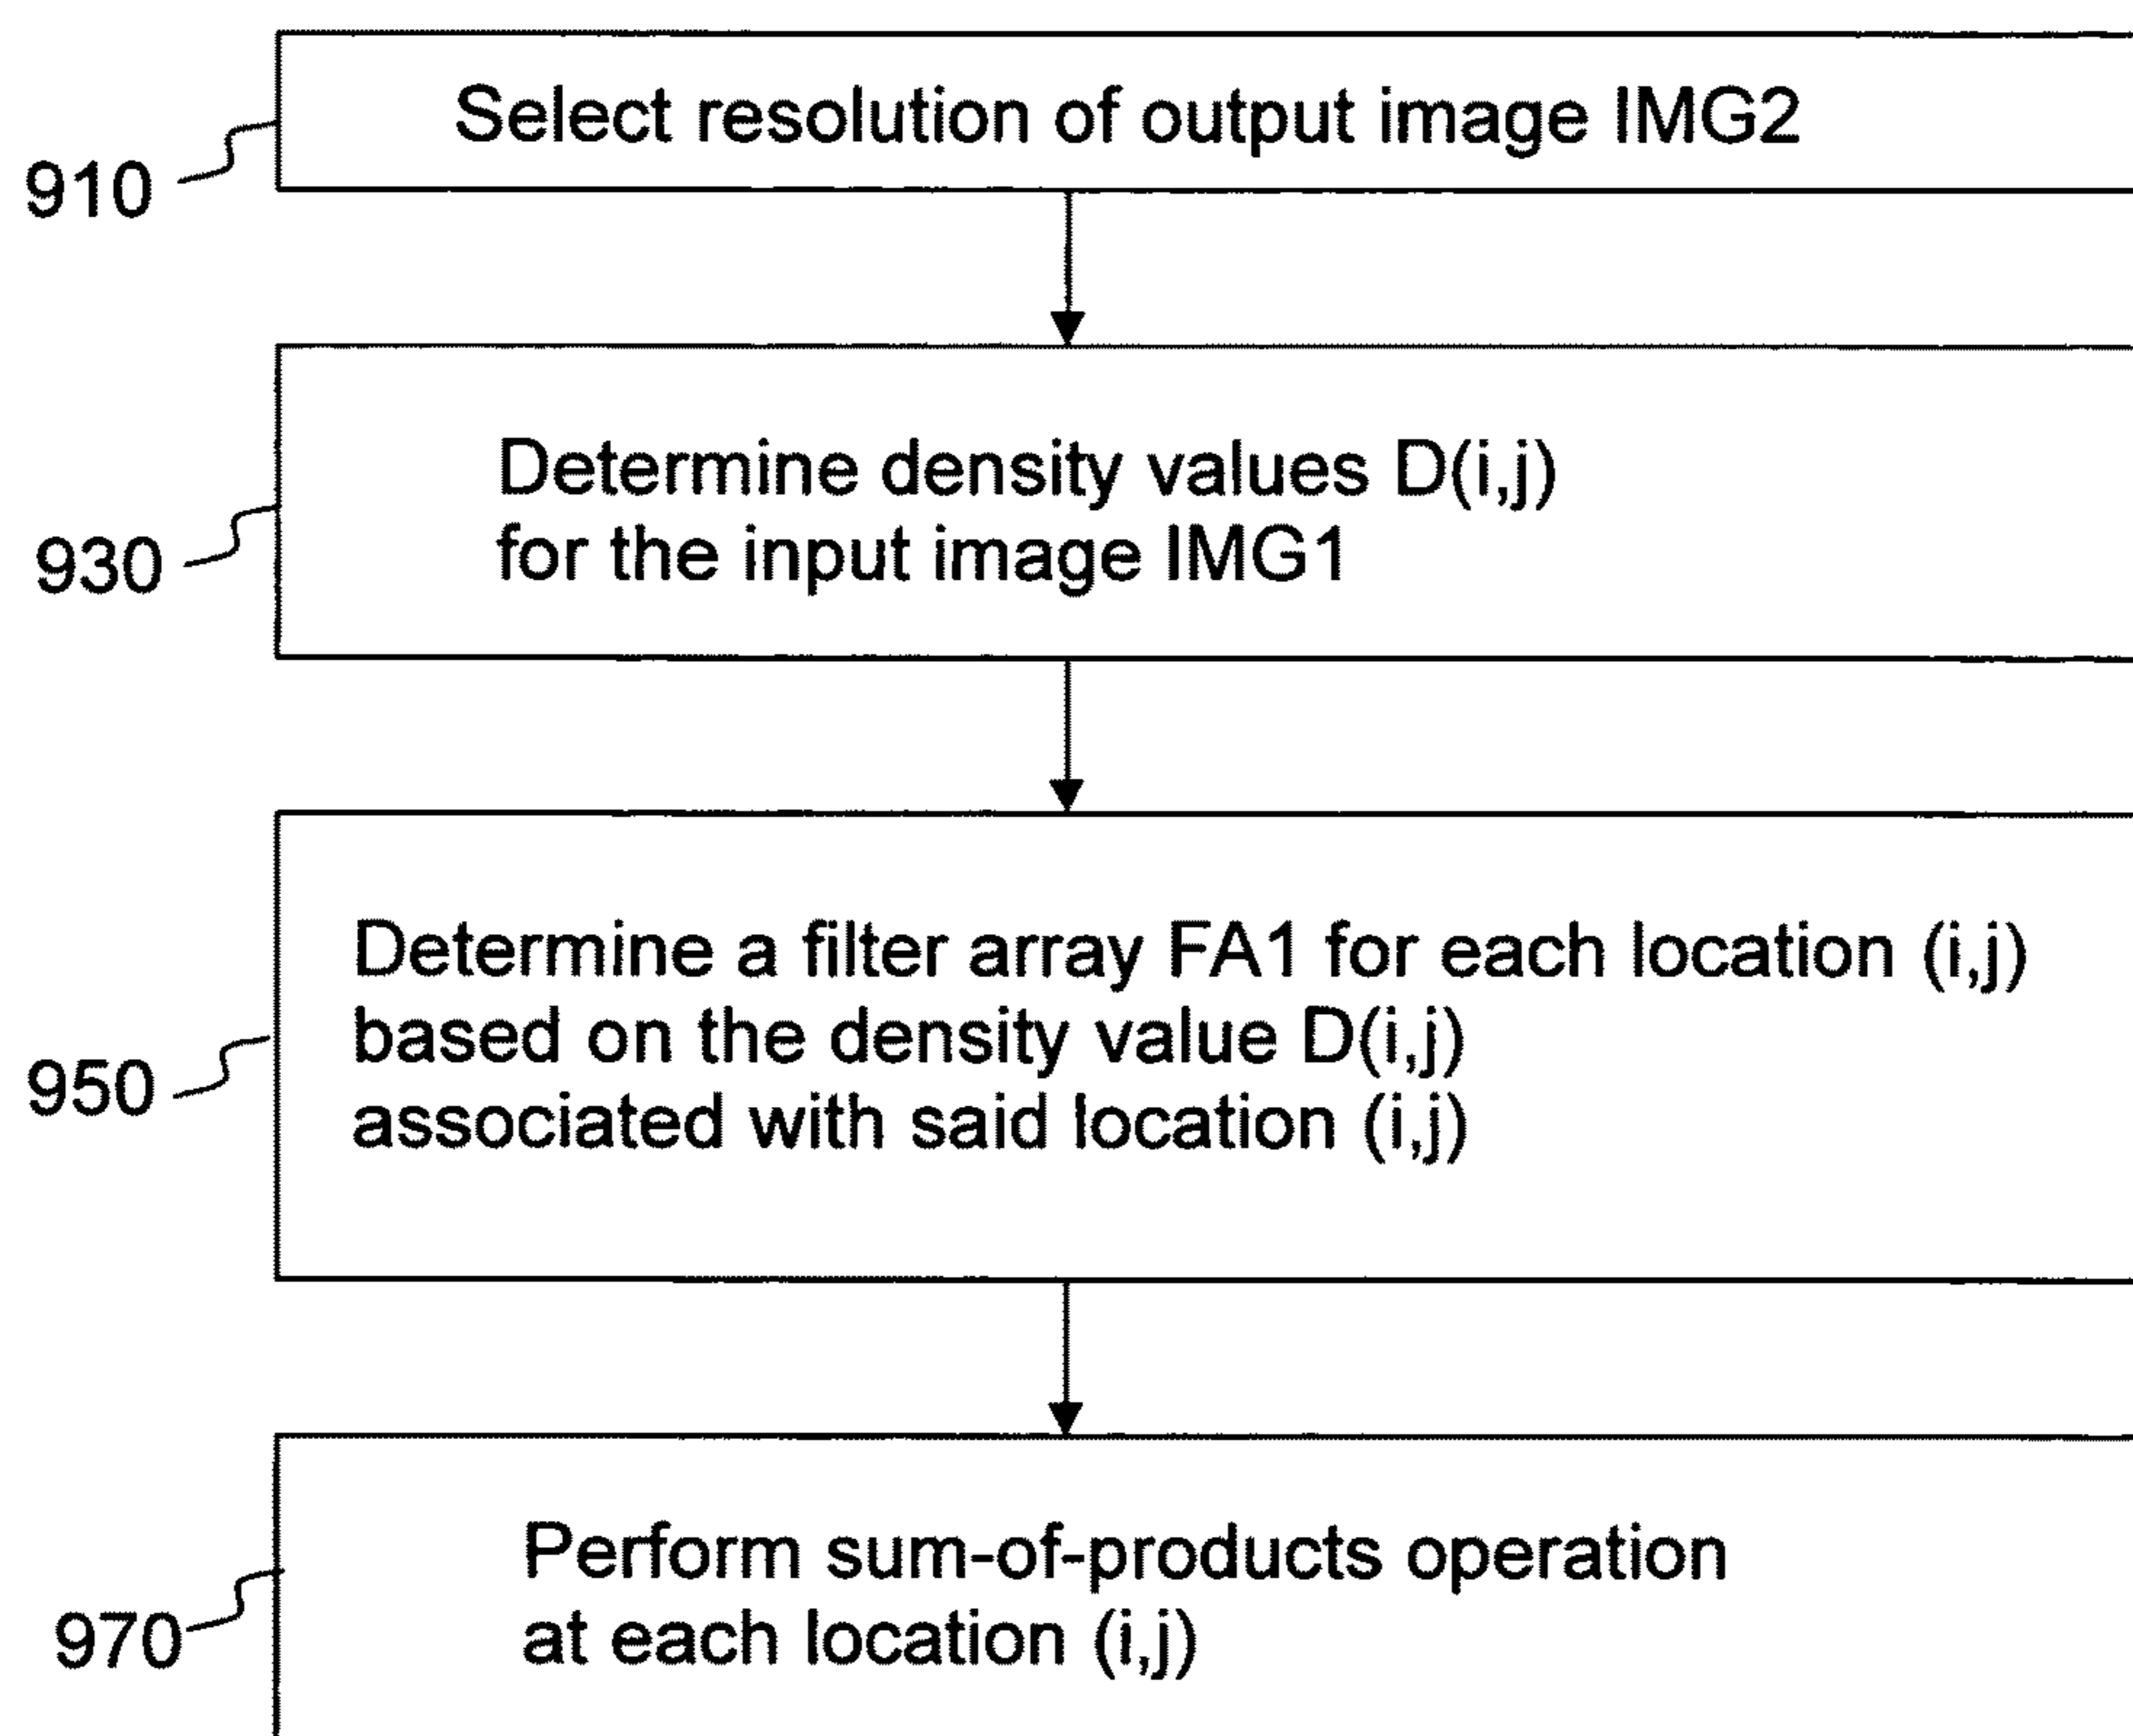 Select resolution of output image IMG2
910
Determine density values D(i,j)
for the input image IMG1
930
Determine a filter array FA1 for each location (i,j)
based on the density value D(i,j)
associated with said location (i,j)
950
Perform sum-of-products operation
at each location (i,j)
970